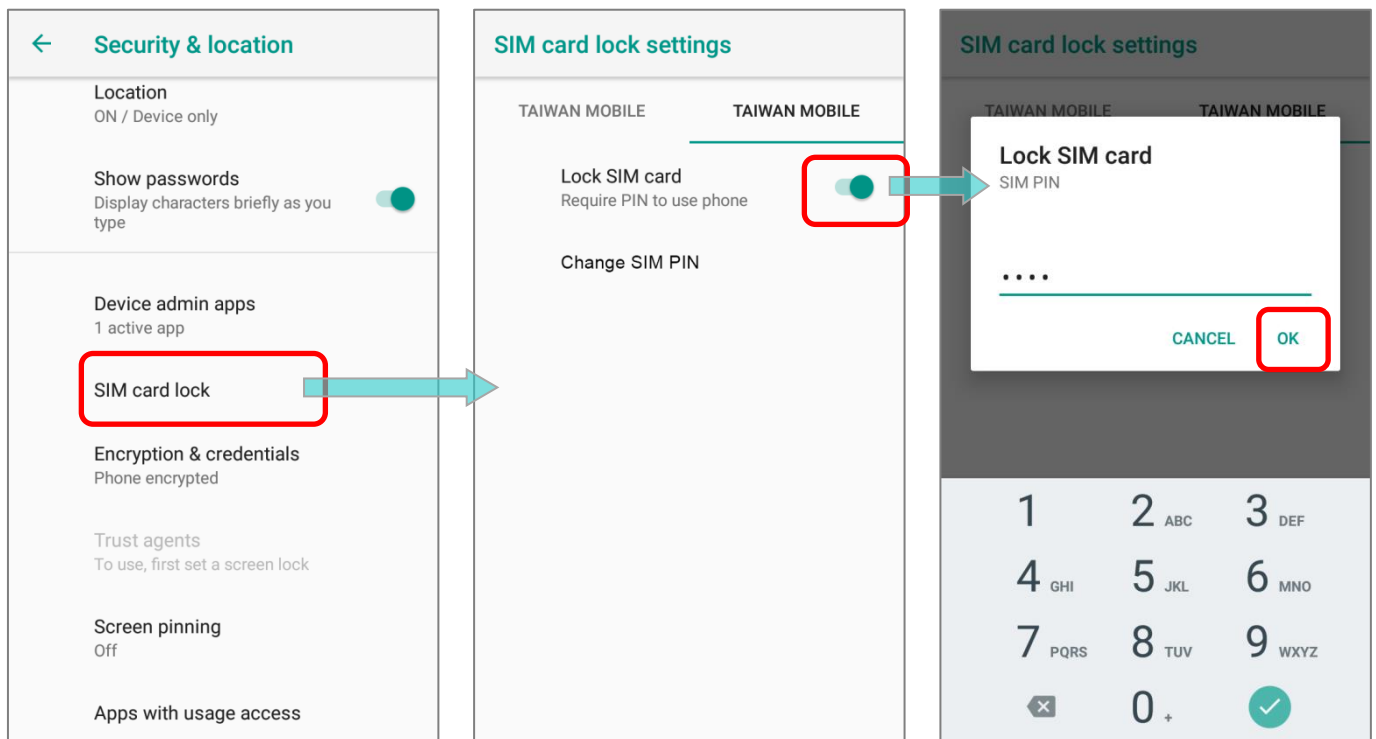 Security & location
Location
ON / Device only
Show passwords
Display characters briefly as you
type
Device admin apps
1 active app
SIM card lock
Encryption & credentials
Phone encrypted
Trust agents
To use, first set a screen lock
Screen pinning
Off
Apps with usage access
SIM card lock settings
TAIWAN MOBILE TAIWAN MOBILE
Lock SIM card
Require PIN to use phone
Change SIM PIN
SIM card lock settings
TAIWAN MOBILE TAIWAN MOBILE
Lock SIM card
SIM PIN
....
CANCEL OK
1 2 ABC 3 DEF
4 GHI 5 JKL 6 MNO
7 PQRS 8 TUV 9 WXYZ
0 +